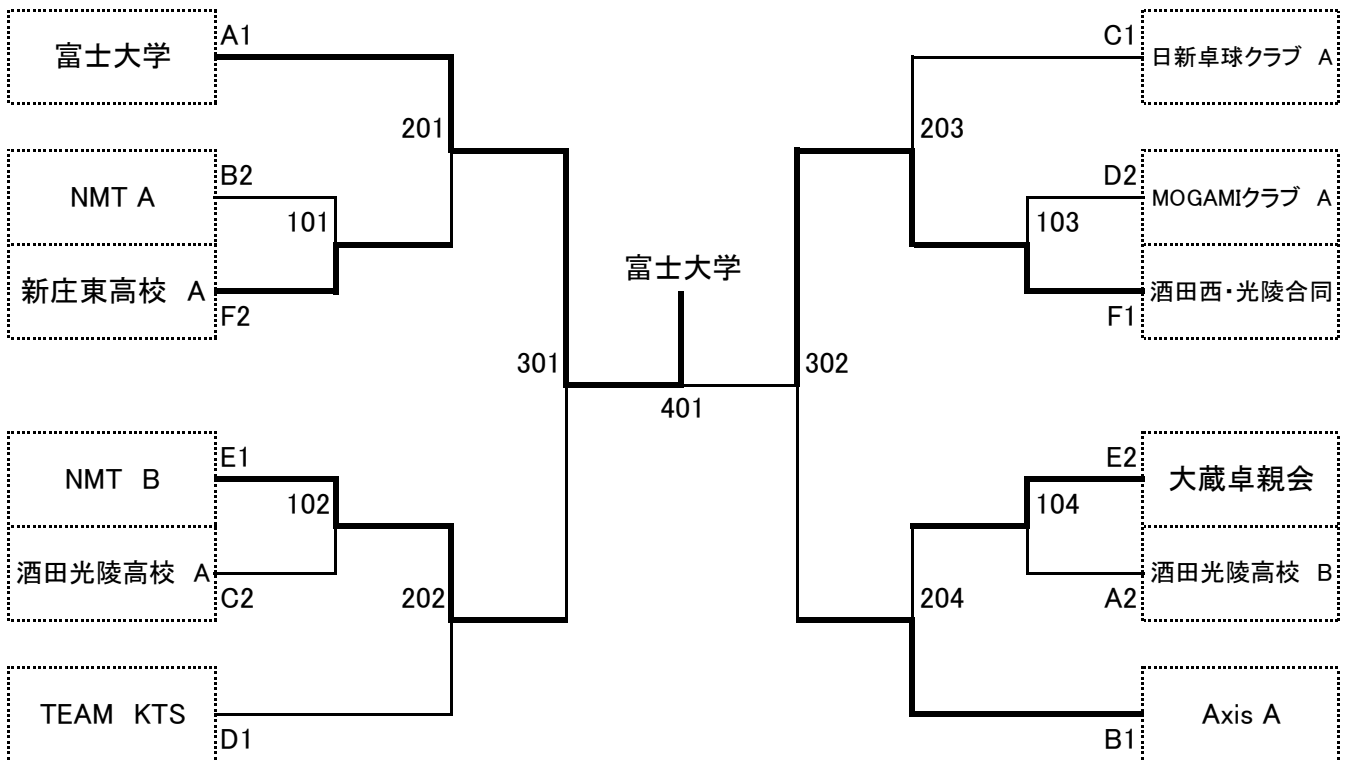 A1
富士大学
201
B2
NMT A
101
新庄東高校 A
F2
301
E1
NMT B
102
酒田光陵高校 A
C2
202
TEAM KTS
D1
富士大学
401
C1
日新卓球クラブ A
203
D2
MOGAMIクラブ A
103
酒田西・光陵合同
F1
302
E2
大蔵卓親会
104
酒田光陵高校 B
A2
204
Axis A
B1